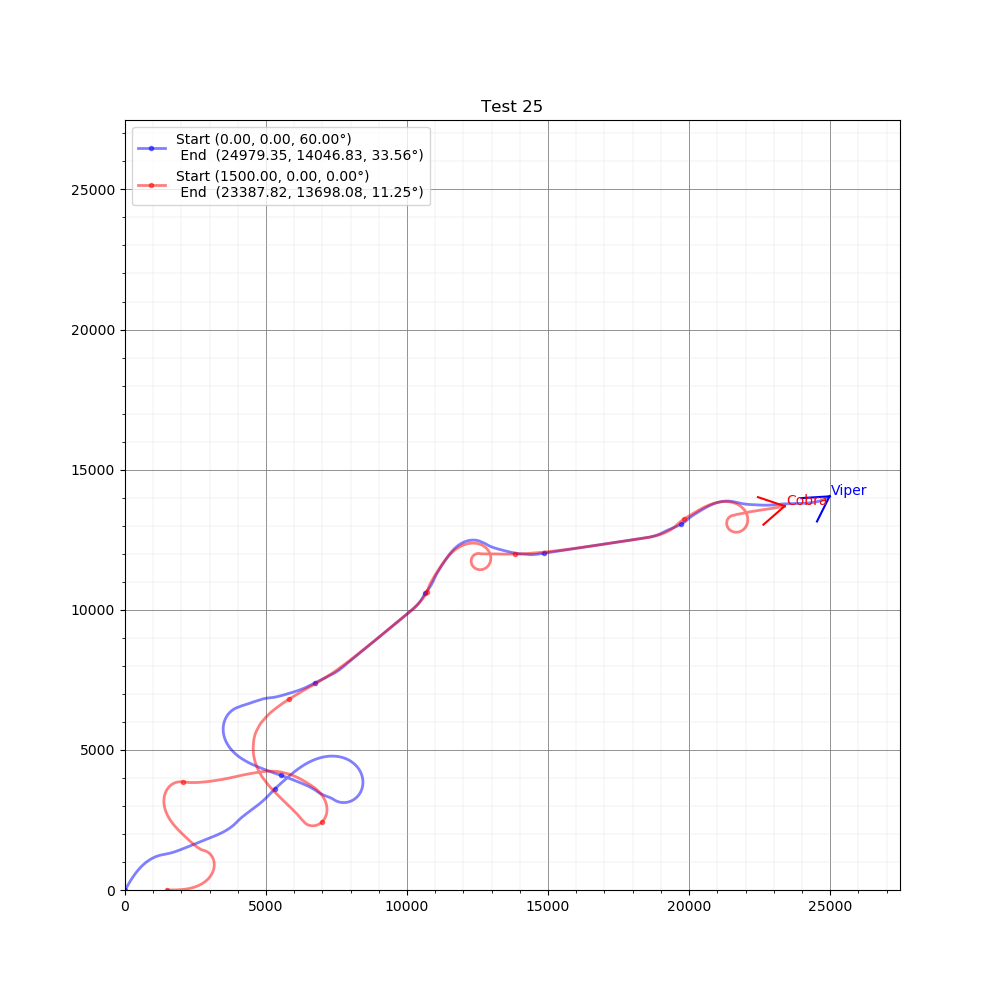 Test 25
Start (0.00, 0.00, 60.00°)
End (24979.35, 14046.83, 33.56°)
Start (1500.00, 0.00, 0.00°)
End (23387.82, 13698.08, 11.25°)
25000
20000
15000
Viper
Cobra
10000
5000
0
0 5000 10000 15000 20000 25000